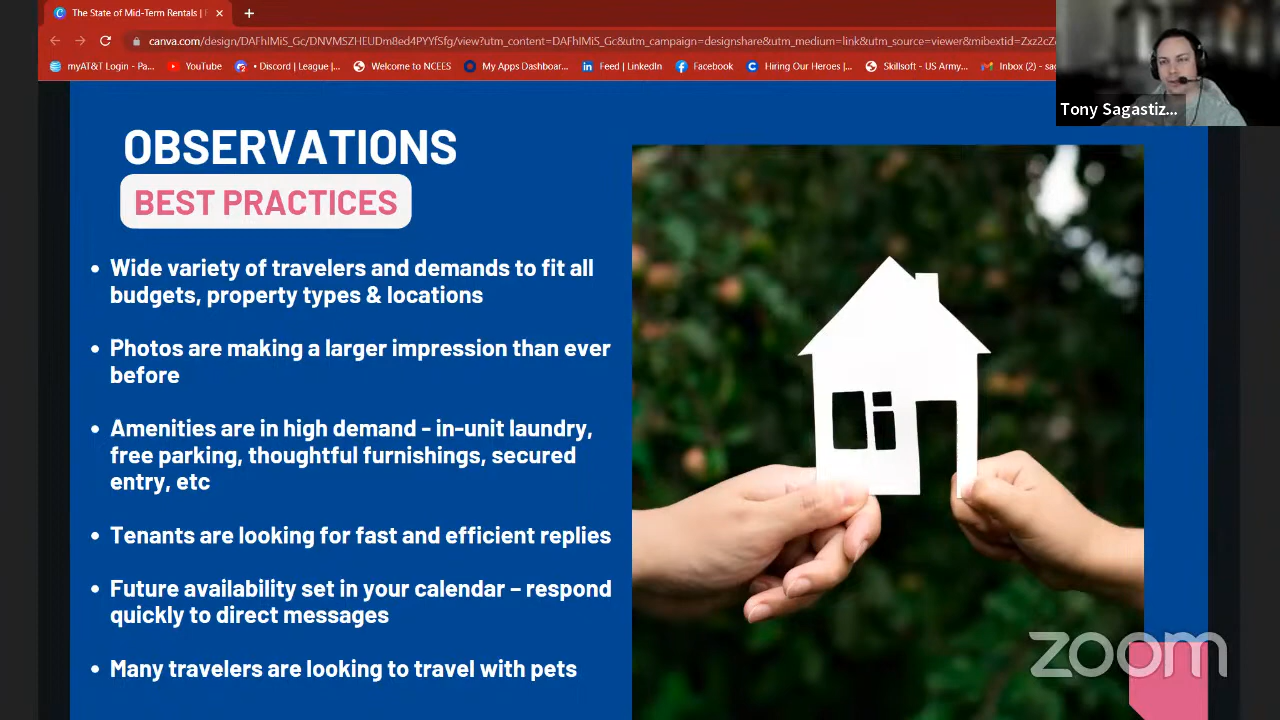 The State of Mid-Term Rentals |
canva.com/design/DAFhIMiS_Gc/DNVMSZHEUDm8ed4PYYfSfg/view?utm_content=DAFhIMiS_Gc&utm_campaign=designshare&utm_medium=link&utm_source=viewer&mibextid=Zxz2cZ
myAT&T Login - Pa... YouTube • Discord | League |... Welcome to NCEES My Apps Dashboar... Feed | LinkedIn Facebook Hiring Our Heroes |... Skillsoft - US Army... Inbox (2) - sa
Tony Sagastiz...
OBSERVATIONS
BEST PRACTICES
• Wide variety of travelers and demands to fit all
budgets, property types & locations
• Photos are making a larger impression than ever
before
• Amenities are in high demand - in-unit laundry,
free parking, thoughtful furnishings, secured
entry, etc
• Tenants are looking for fast and efficient replies
• Future availability set in your calendar – respond
quickly to direct messages
• Many travelers are looking to travel with pets
zoom